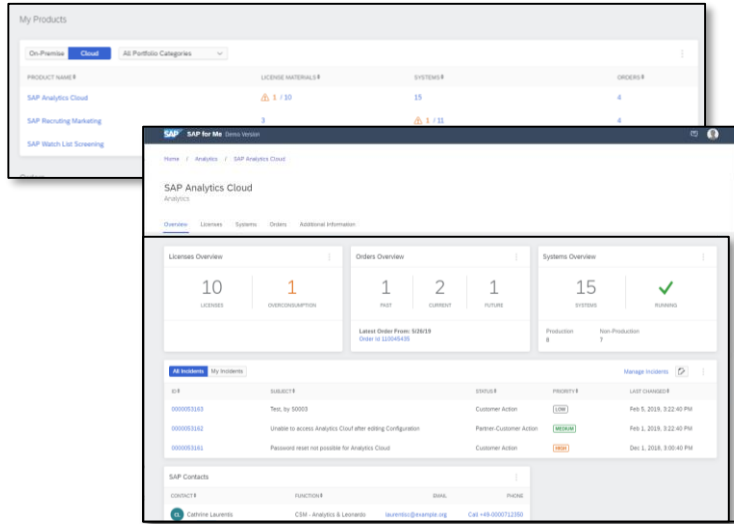 My Products
On-Premise Cloud All Portfolio Categories
PRODUCT NAME LICENSE MATERIALS SYSTEMS ORDERS
SAP Analytics Cloud 1 / 10 15 4
SAP Recruting Marketing 3 1 / 11 4
SAP Watch List Screening
SAP SAP for Me Demo Version
Home / Analytics / SAP Analytics Cloud
SAP Analytics Cloud
Analytics
Overview Licenses Systems Orders Additional Information
Licenses Overview Orders Overview Systems Overview
10 1 1 2 1 15
LICENSES OVERCONSUMPTION PAST CURRENT FUTURE SYSTEMS RUNNING
Latest Order From: 5/26/19 Production Non-Production
Order Id 110045435 8 7
All Incidents My Incidents Manage Incidents
ID SUBJECT STATUS PRIORITY LAST CHANGED
0000053163 Test, by S0003 Customer Action LOW Feb 5, 2019, 3:22:40 PM
0000053162 Unable to access Analytics Clouf after editing Configuration Partner-Customer Action MEDIUM Feb 1, 2019, 3:22:40 PM
0000053161 Password reset not possible for Analytics Cloud Customer Action HIGH Dec 1, 2018, 3:00:40 PM
SAP Contacts
CONTACT FUNCTION EMAIL PHONE
CL Cathrine Laurents CSM - Analytics & Leonardo laurentsc@example.org Call +49-0000712350